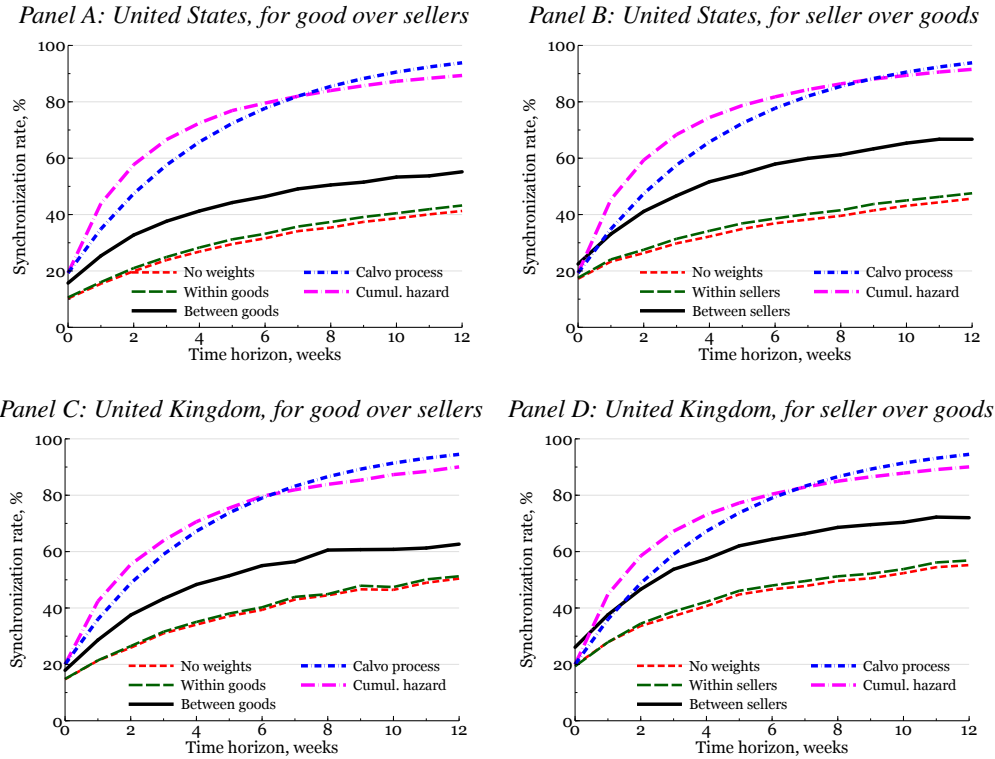 Panel A: United States, for good over sellers
100
80
60
40
20
0
Synchronization rate, %
No weights
Within goods
Between goods
Calvo process
Cumul. hazard
0 2 4 6 8 10 12
Time horizon, weeks
Panel B: United States, for seller over goods
100
80
60
40
20
0
Synchronization rate, %
No weights
Within sellers
Between sellers
Calvo process
Cumul. hazard
0 2 4 6 8 10 12
Time horizon, weeks
Panel C: United Kingdom, for good over sellers
100
80
60
40
20
0
Synchronization rate, %
No weights
Within goods
Between goods
Calvo process
Cumul. hazard
0 2 4 6 8 10 12
Time horizon, weeks
Panel D: United Kingdom, for seller over goods
100
80
60
40
20
0
Synchronization rate, %
No weights
Within sellers
Between sellers
Calvo process
Cumul. hazard
0 2 4 6 8 10 12
Time horizon, weeks